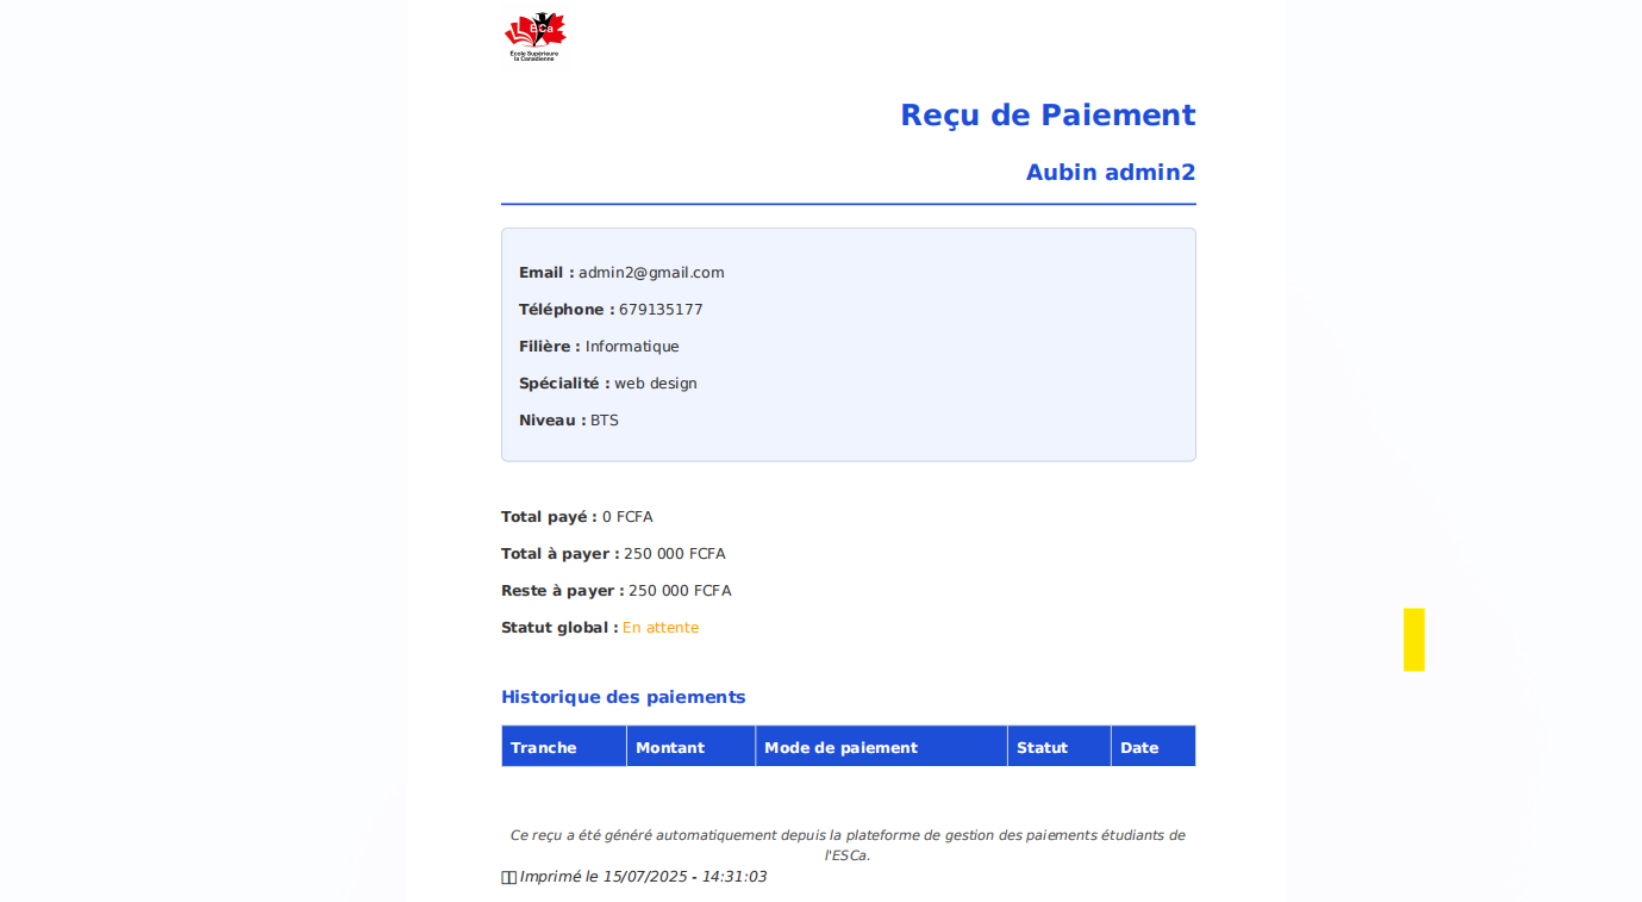 ECa
École Supérieure
la Canadienne
Reçu de Paiement
Aubin admin2
Email : admin2@gmail.com
Téléphone : 679135177
Filière : Informatique
Spécialité : web design
Niveau : BTS
Total payé : 0 FCFA
Total à payer : 250 000 FCFA
Reste à payer : 250 000 FCFA
Statut global : En attente
Historique des paiements
Tranche Montant Mode de paiement Statut Date
Ce reçu a été généré automatiquement depuis la plateforme de gestion des paiements étudiants de
l'ESCa.
Imprimé le 15/07/2025 - 14:31:03